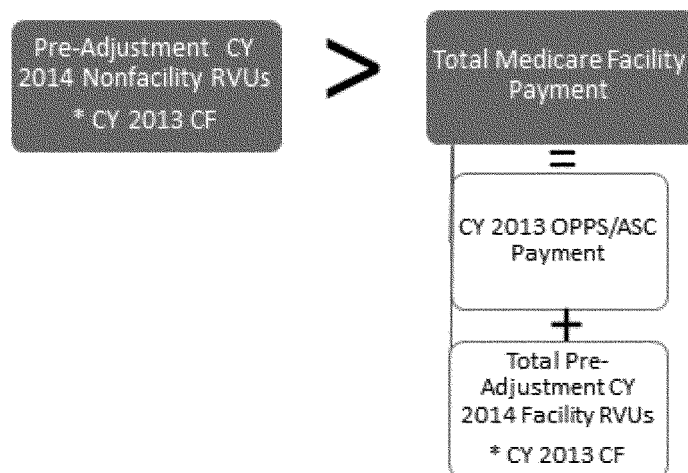 Pre-Adjustment CY
2014 Nonfacility RVUs
* CY 2013 CF
>
Total Medicare Facility
Payment
=
CY 2013 OPPS/ASC
Payment
+
Total Pre-
Adjustment CY
2014 Facility RVUs
* CY 2013 CF